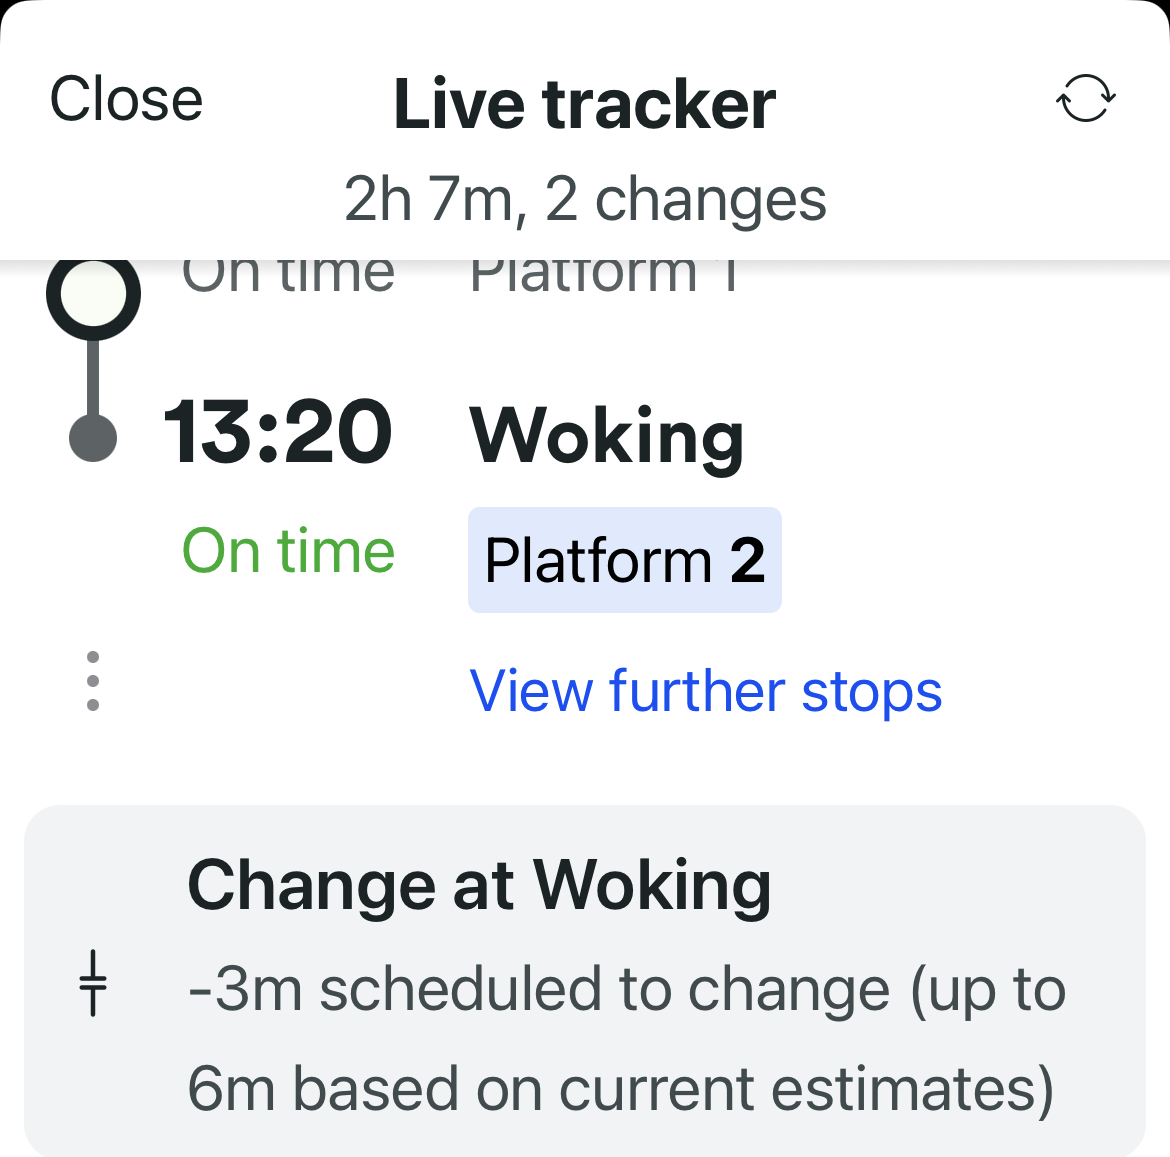 Close
Live tracker
2h 7m, 2 changes
On time Platform 1
13:20 Woking
On time Platform 2
View further stops
Change at Woking
-3m scheduled to change (up to
6m based on current estimates)